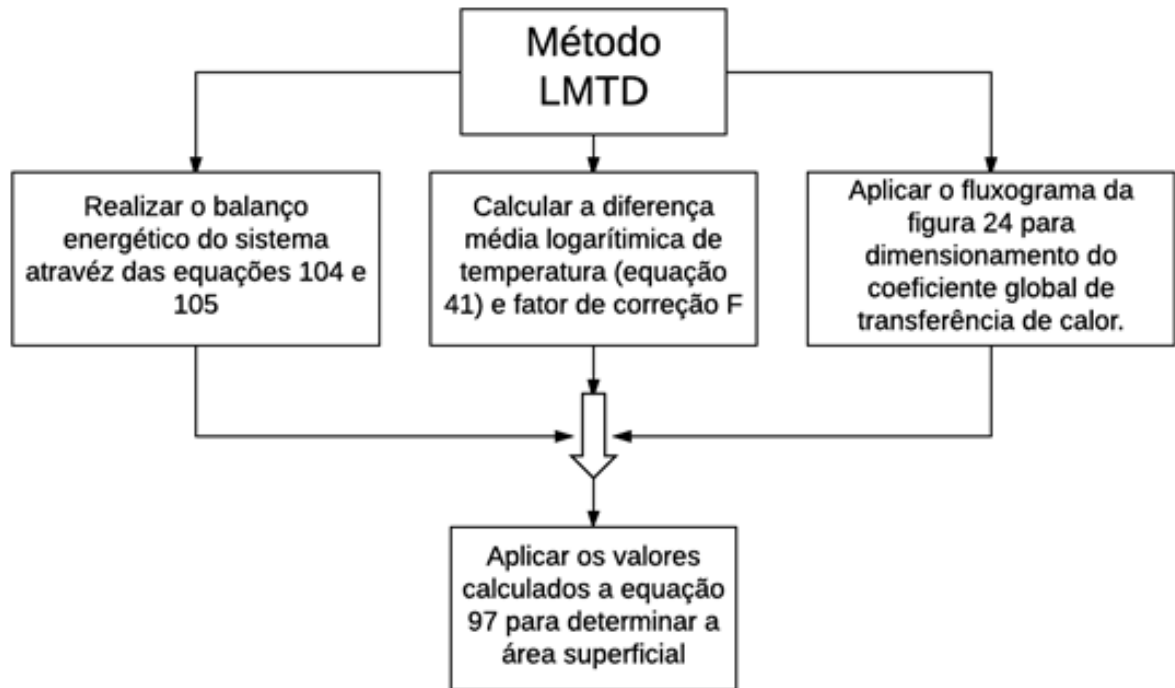 Método
LMTD
Realizar o balanço
energético do sistema
atravéz das equações 104 e
105
Calcular a diferença
média logarítimica de
temperatura (equação
41) e fator de correção F
Aplicar o fluxograma da
figura 24 para
dimensionamento do
coeficiente global de
transferência de calor.
Aplicar os valores
calculados a equação
97 para determinar a
área superficial